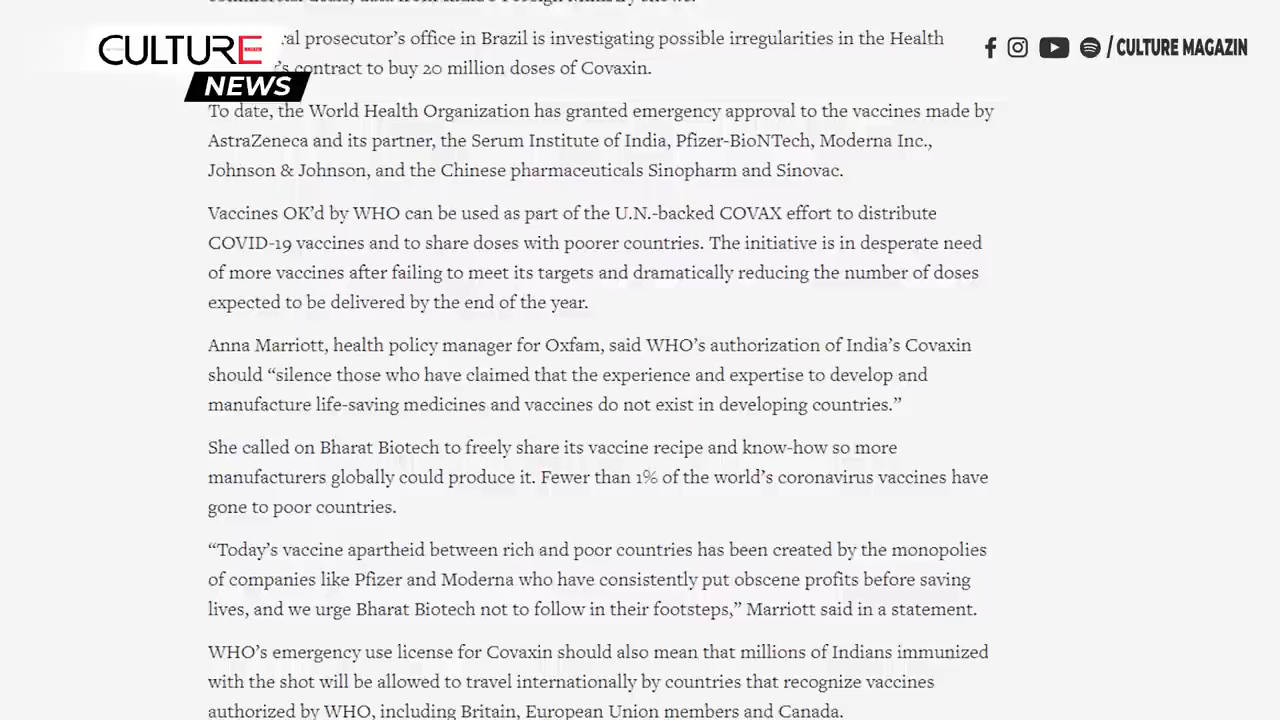 CULTURE
NEWS
/ CULTURE MAGAZIN
prosecutor’s office in Brazil is investigating possible irregularities in the Health
contract to buy 20 million doses of Covaxin.
To date, the World Health Organization has granted emergency approval to the vaccines made by
AstraZeneca and its partner, the Serum Institute of India, Pfizer-BioNTech, Moderna Inc.,
Johnson & Johnson, and the Chinese pharmaceuticals Sinopharm and Sinovac.
Vaccines OK’d by WHO can be used as part of the U.N.-backed COVAX effort to distribute
COVID-19 vaccines and to share doses with poorer countries. The initiative is in desperate need
of more vaccines after failing to meet its targets and dramatically reducing the number of doses
expected to be delivered by the end of the year.
Anna Marriott, health policy manager for Oxfam, said WHO’s authorization of India’s Covaxin
should “silence those who have claimed that the experience and expertise to develop and
manufacture life-saving medicines and vaccines do not exist in developing countries.”
She called on Bharat Biotech to freely share its vaccine recipe and know-how so more
manufacturers globally could produce it. Fewer than 1% of the world’s coronavirus vaccines have
gone to poor countries.
“Today’s vaccine apartheid between rich and poor countries has been created by the monopolies
of companies like Pfizer and Moderna who have consistently put obscene profits before saving
lives, and we urge Bharat Biotech not to follow in their footsteps,” Marriott said in a statement.
WHO’s emergency use license for Covaxin should also mean that millions of Indians immunized
with the shot will be allowed to travel internationally by countries that recognize vaccines
authorized by WHO, including Britain, European Union members and Canada.